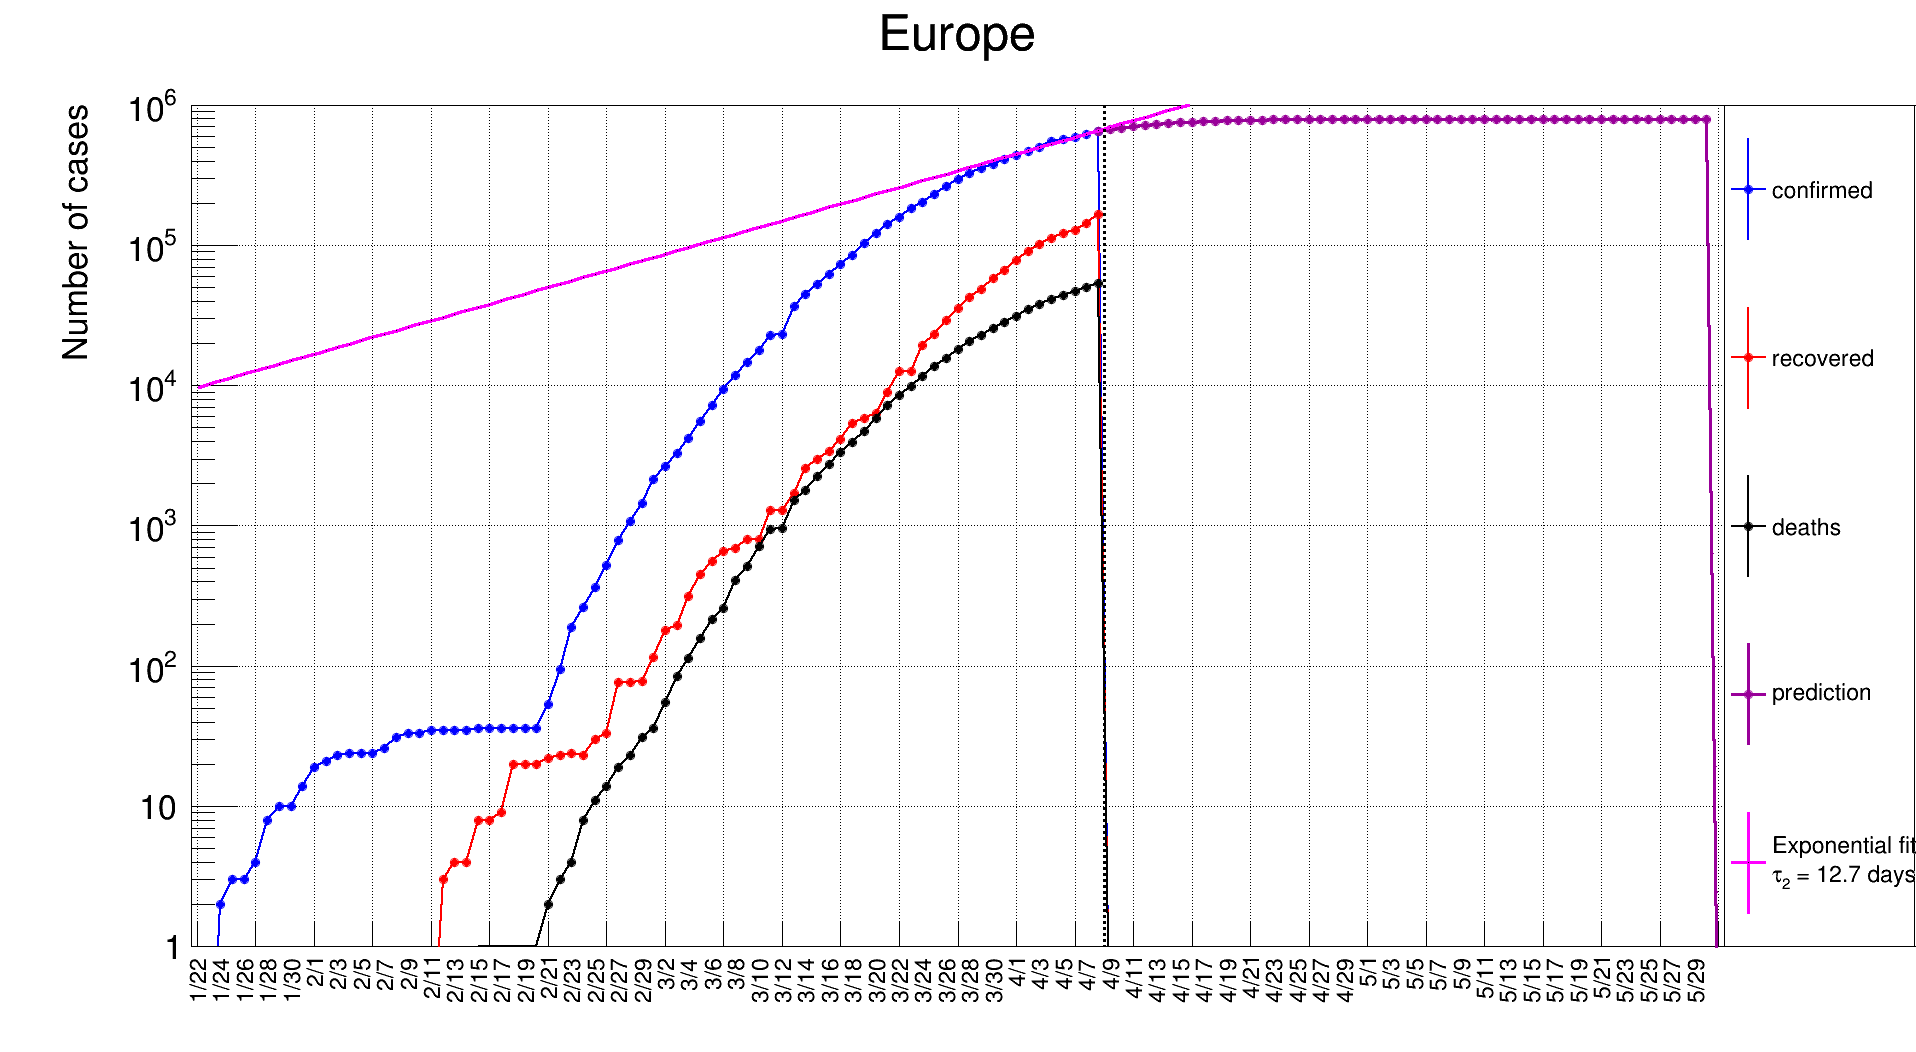 Europe
Number of cases
10^6
10^5
10^4
10^3
10^2
10
1
1/22 1/24 1/26 1/28 1/30 2/1 2/3 2/5 2/7 2/9 2/11 2/13 2/15 2/17 2/19 2/21 2/23 2/25 2/27 2/29 3/2 3/4 3/6 3/8 3/10 3/12 3/14 3/16 3/18 3/20 3/22 3/24 3/26 3/28 3/30 4/1 4/3 4/5 4/7 4/9 4/11 4/13 4/15 4/17 4/19 4/21 4/23 4/25 4/27 4/29 5/1 5/3 5/5 5/7 5/9 5/11 5/13 5/15 5/17 5/19 5/21 5/23 5/25 5/27 5/29
confirmed
recovered
deaths
prediction
Exponential fit
τ_2 = 12.7 days